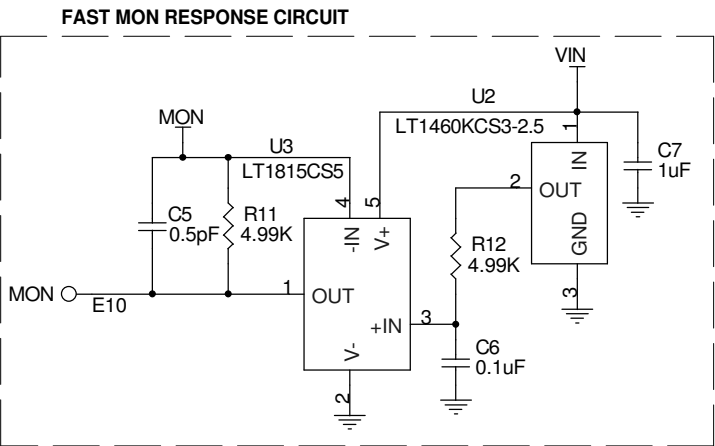 FAST MON RESPONSE CIRCUIT
VIN
U2
LT1460KCS3-2.5
MON
U3
LT1815CS5
1
IN
C7
1uF
2
OUT
GND
3
4
5
-IN
V+
C5
0.5pF
R11
4.99K
R12
4.99K
MON
E10
1
OUT
+IN
3
V-
2
C6
0.1uF